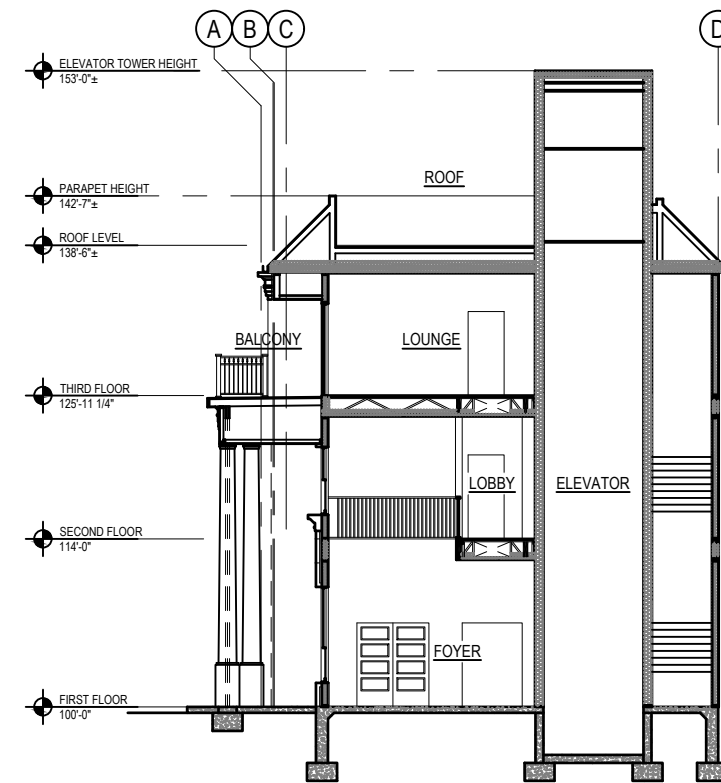 A B C D
ELEVATOR TOWER HEIGHT
153'-0"±
PARAPET HEIGHT
142'-7"±
ROOF
ROOF LEVEL
138'-6"±
BALCONY LOUNGE
THIRD FLOOR
125'-11 1/4"
LOBBY ELEVATOR
SECOND FLOOR
114'-0"
FOYER
FIRST FLOOR
100'-0"